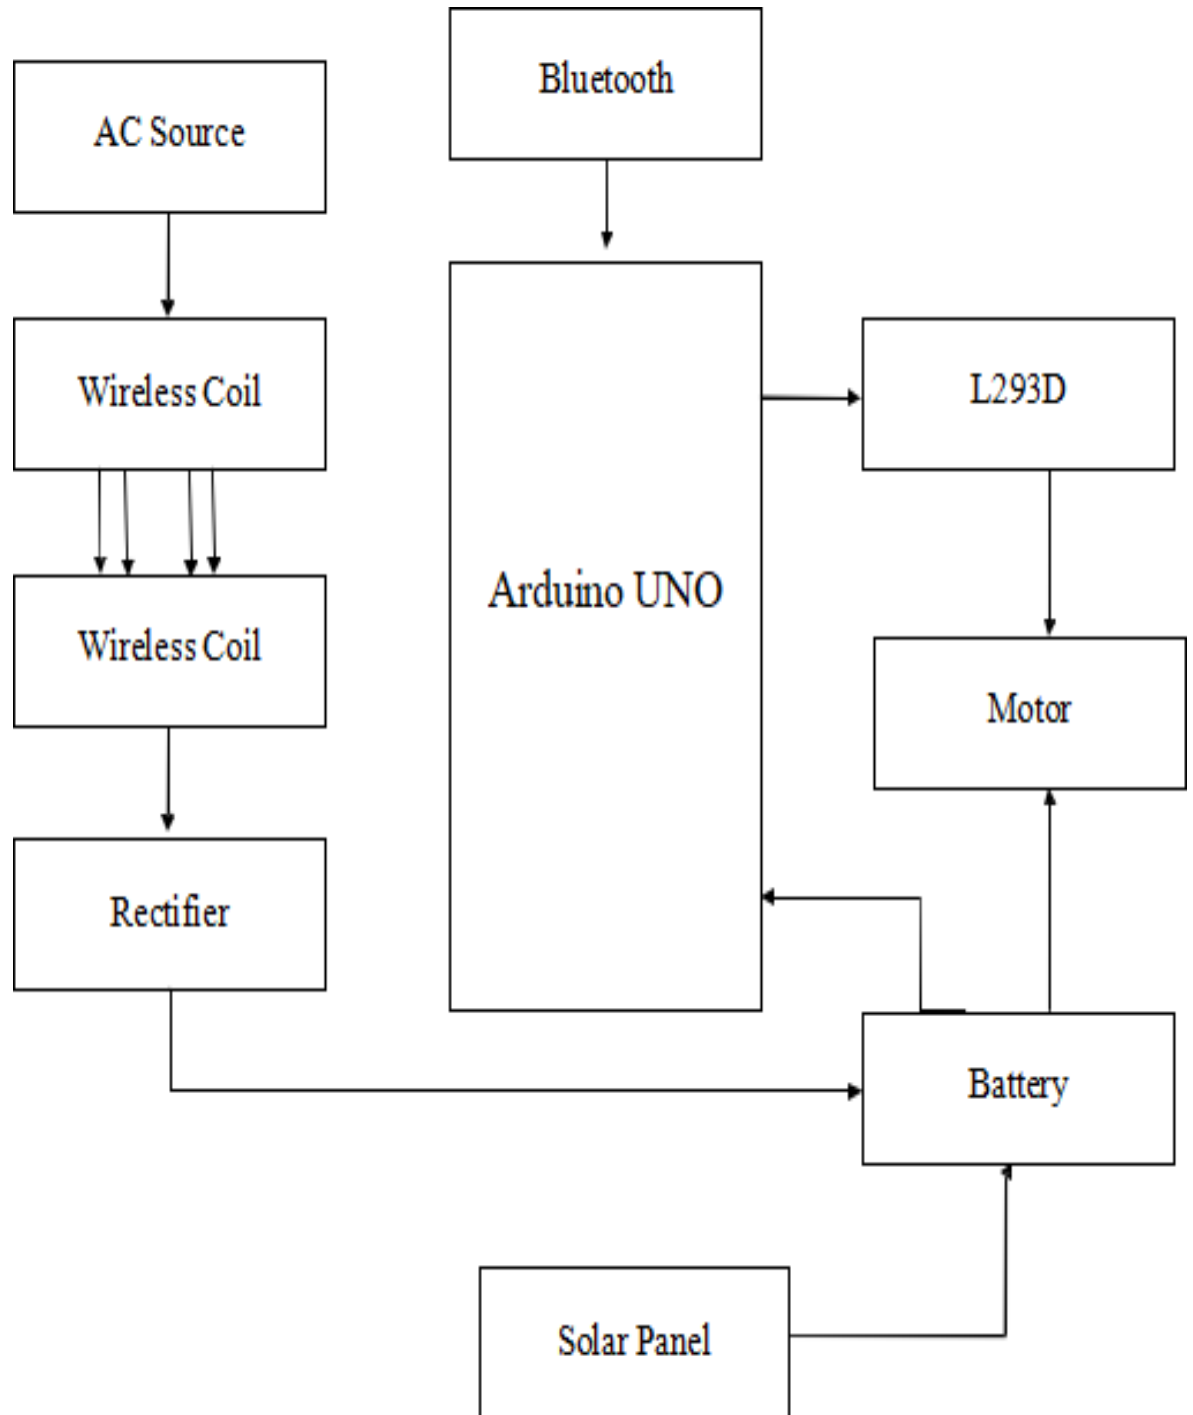 Bluetooth
AC Source
Wireless Coil
L293D
Arduino UNO
Wireless Coil
Motor
Rectifier
Battery
Solar Panel